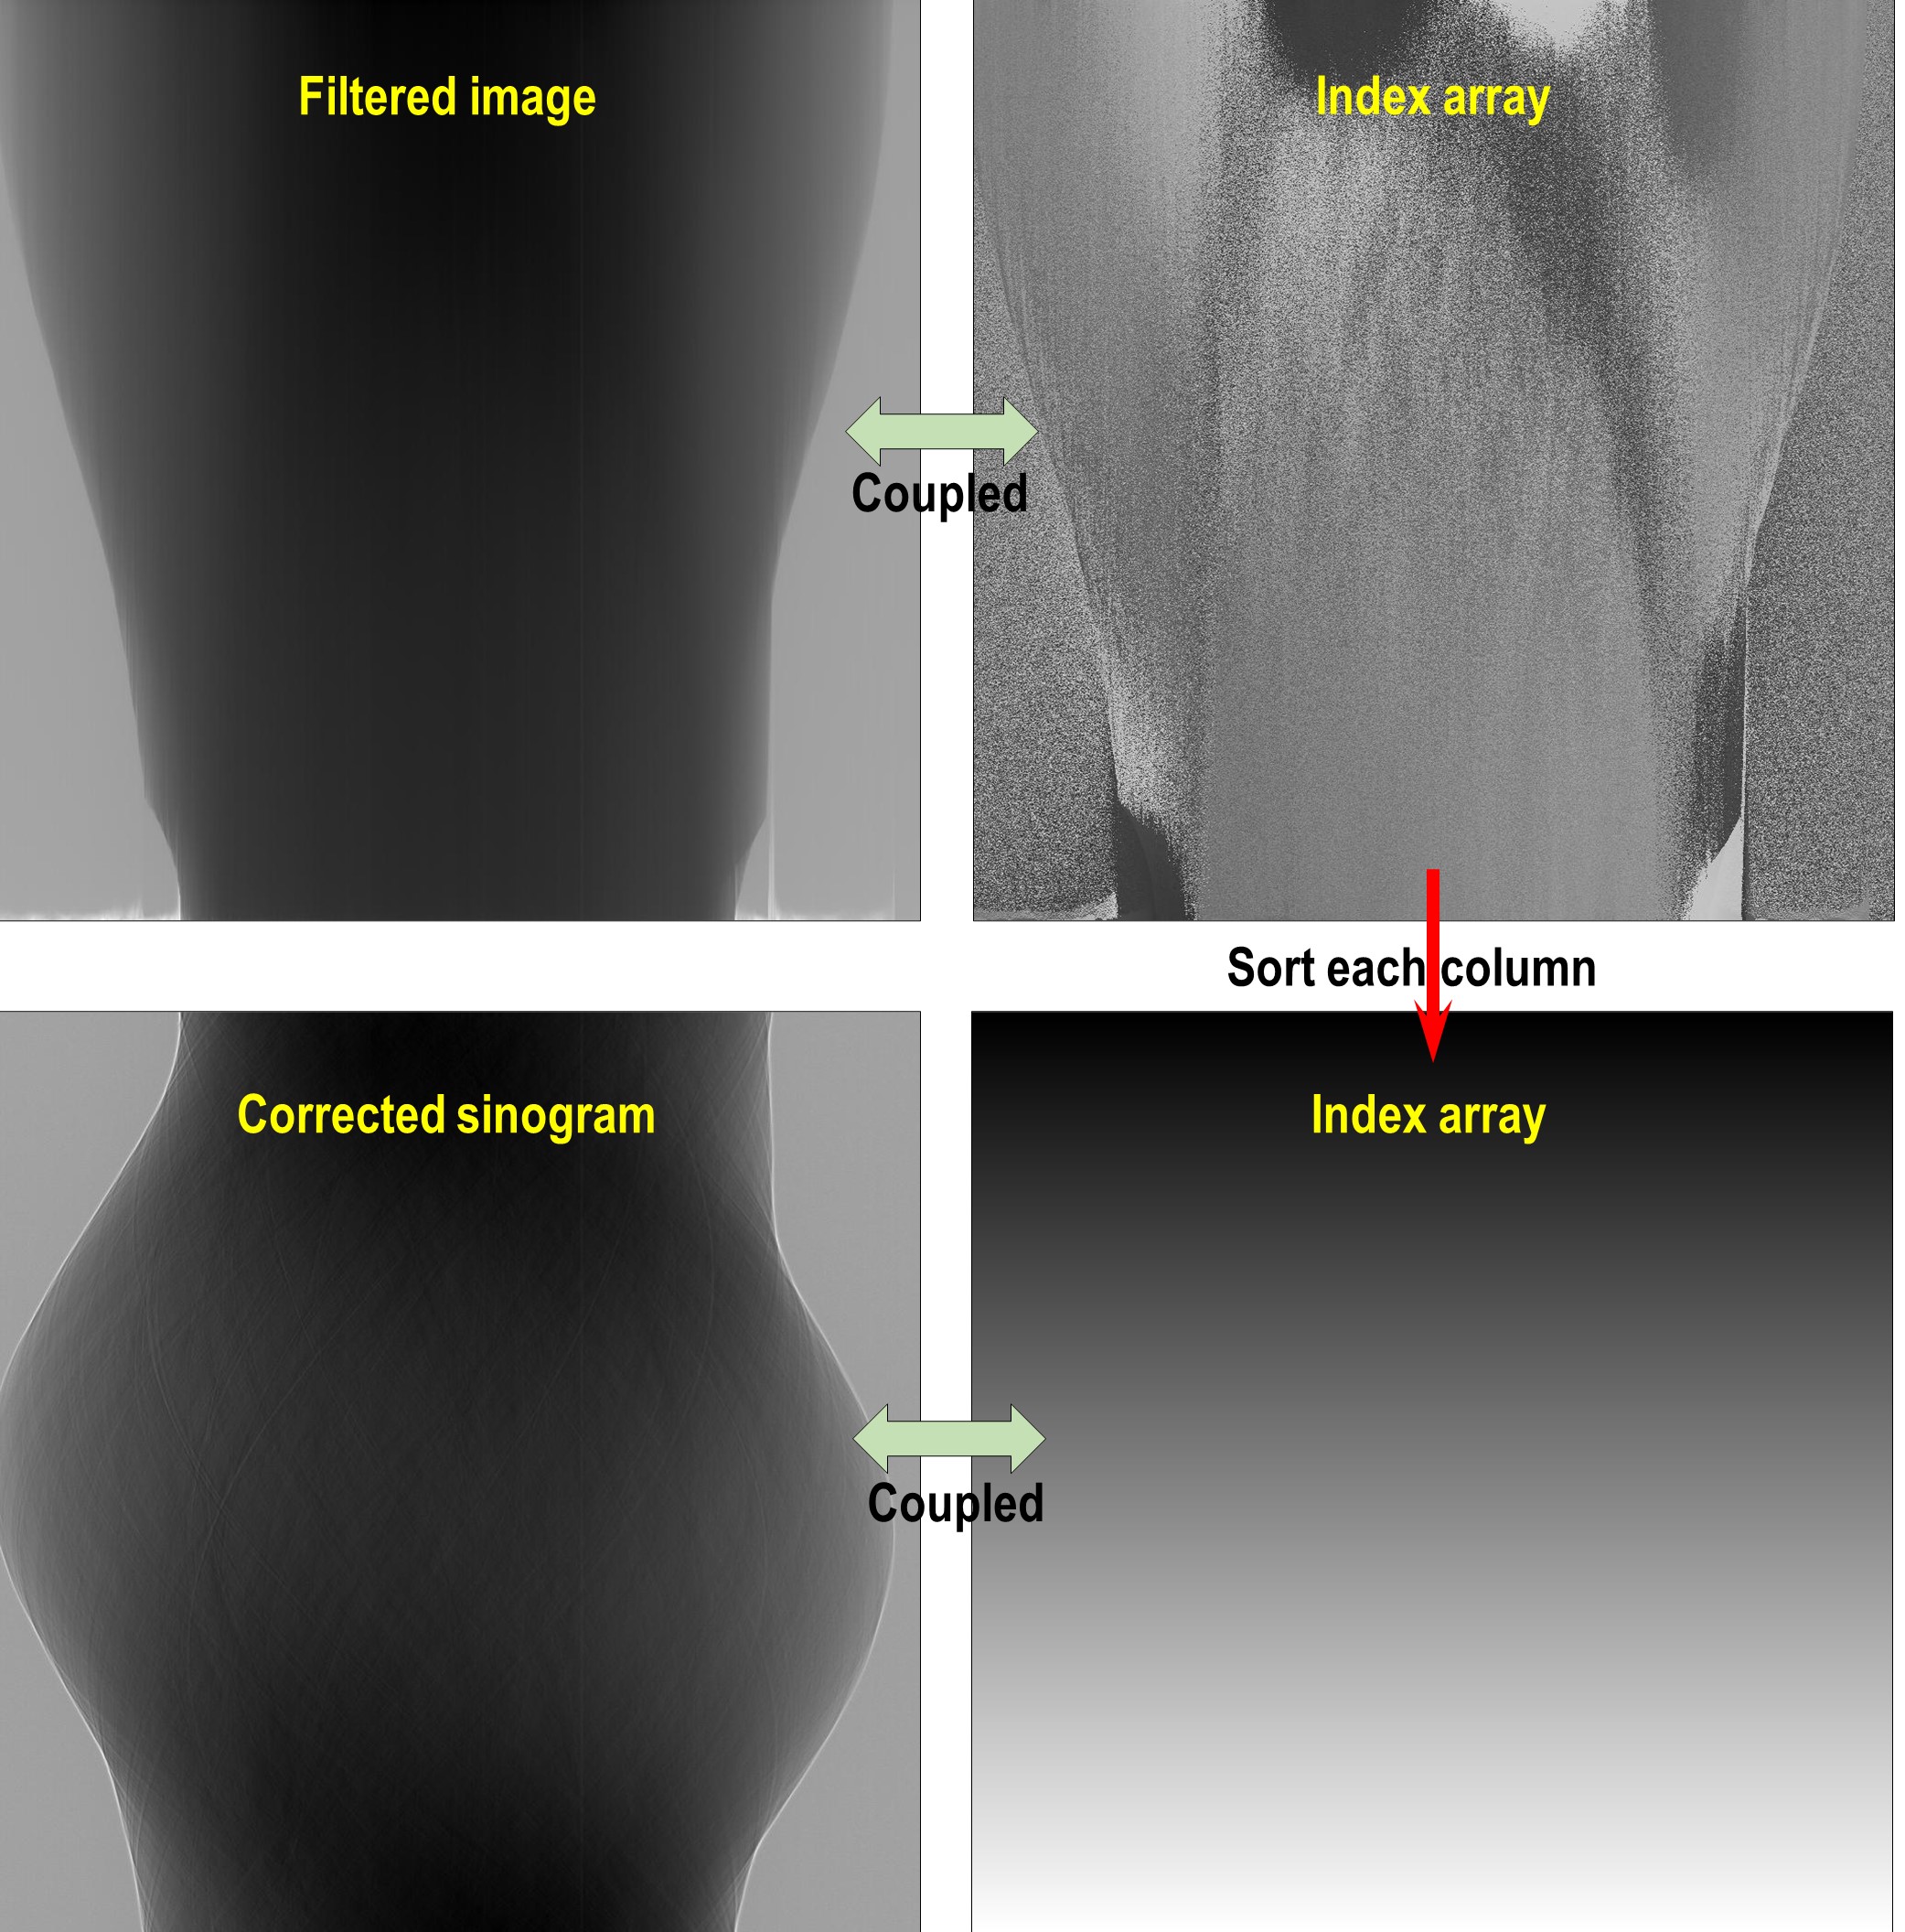 Filtered image
Index array
Coupled
Sort each column
Corrected sinogram
Index array
Coupled